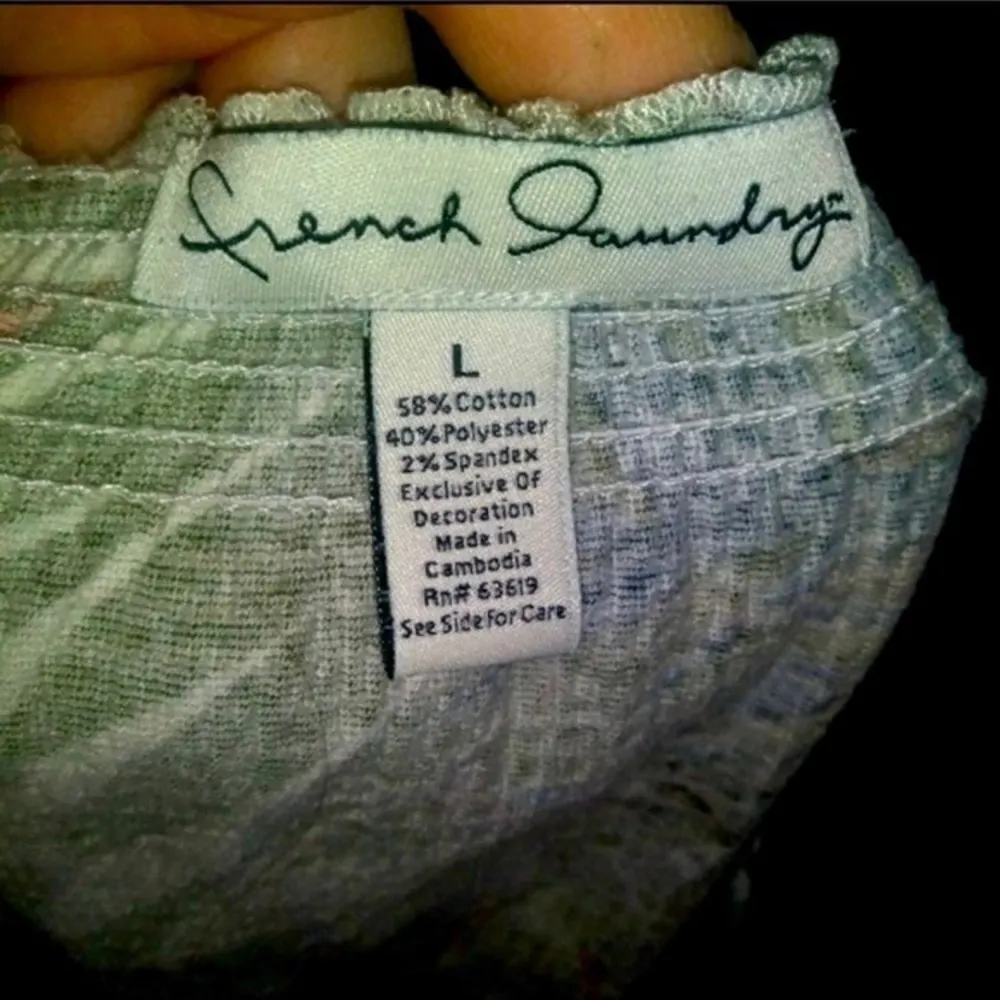 French Laundry™
L
58% Cotton
40% Polyester
2% Spandex
Exclusive Of
Decoration
Made in
Cambodia
Rn# 63619
See Side For Care